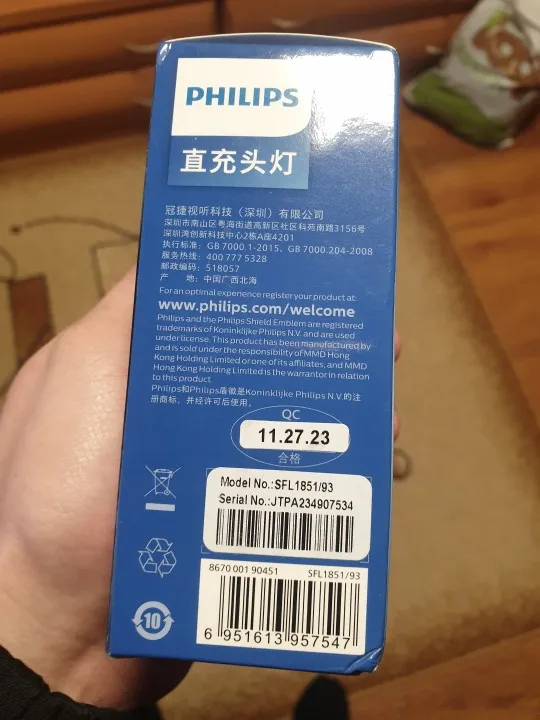 PHILIPS
直充头灯
冠捷视听科技（深圳）有限公司
深圳市南山区粤海街道高新区社区科苑南路3156号
深圳湾创新科技中心2栋A座4201
执行标准：GB 7000.1-2015、GB 7000.204-2008
服务热线：400 777 5328
邮政编码：518057
产 地：中国广西北海
For an optimal experience register your product at:
www.philips.com/welcome
Philips and the Philips Shield Emblem are registered
trademarks of Koninklijke Philips N.V. and are used
under license. This product has been manufactured by
and is sold under the responsibility of MMD Hong
Kong Holding Limited or one of its affiliates, and MMD
Hong Kong Holding Limited is the warrantor in relation
to this product.
Philips和Philips盾徽是Koninklijke Philips N.V.的注
册商标，并经许可后使用。
QC
11.27.23
合格
Model No.:SFL1851/93
Serial No.:JTPA234907534
8670 001 90451 SFL1851/93
6 951613 957547
10